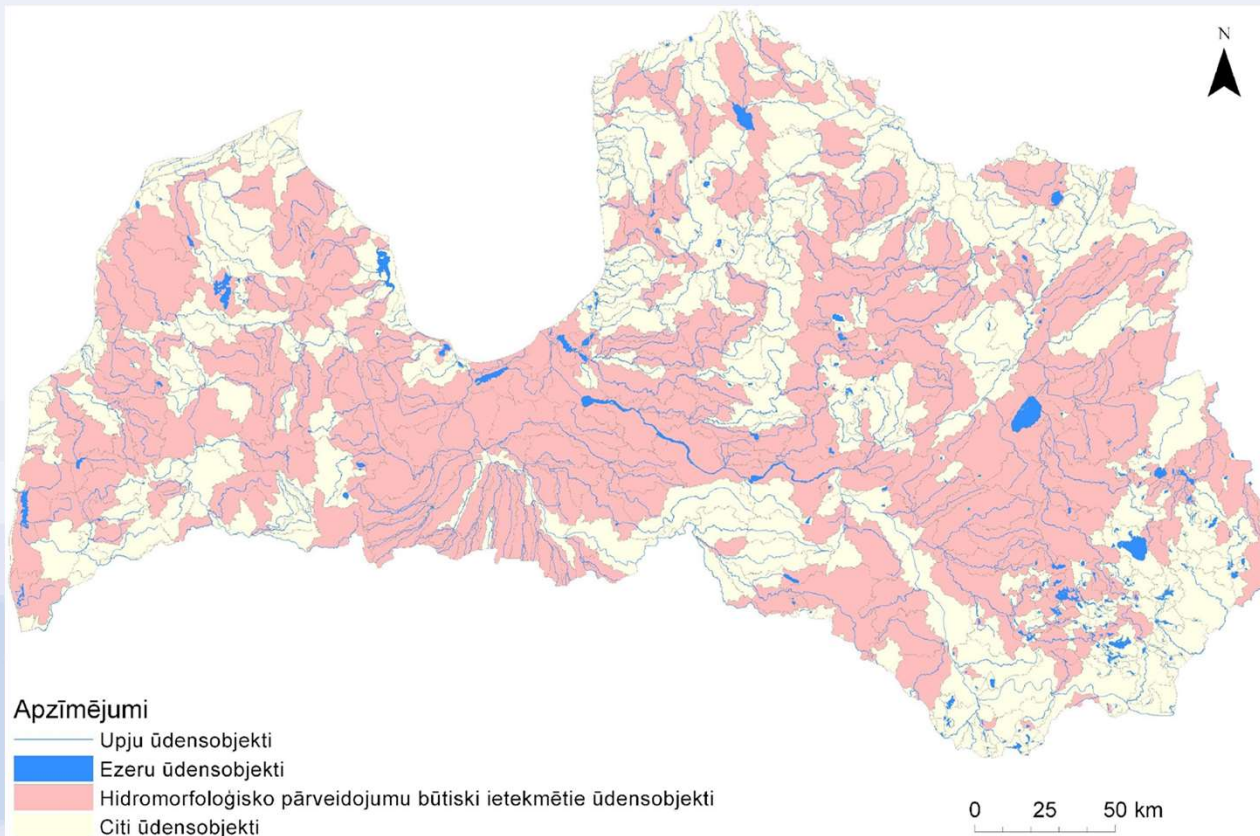 N
Apzīmējumi
Upju ūdensobjekti
Ezeru ūdensobjekti
Hidromorfoloģisko pārveidojumu būtiski ietekmētie ūdensobjekti
Citi ūdensobjekti
0 25 50 km